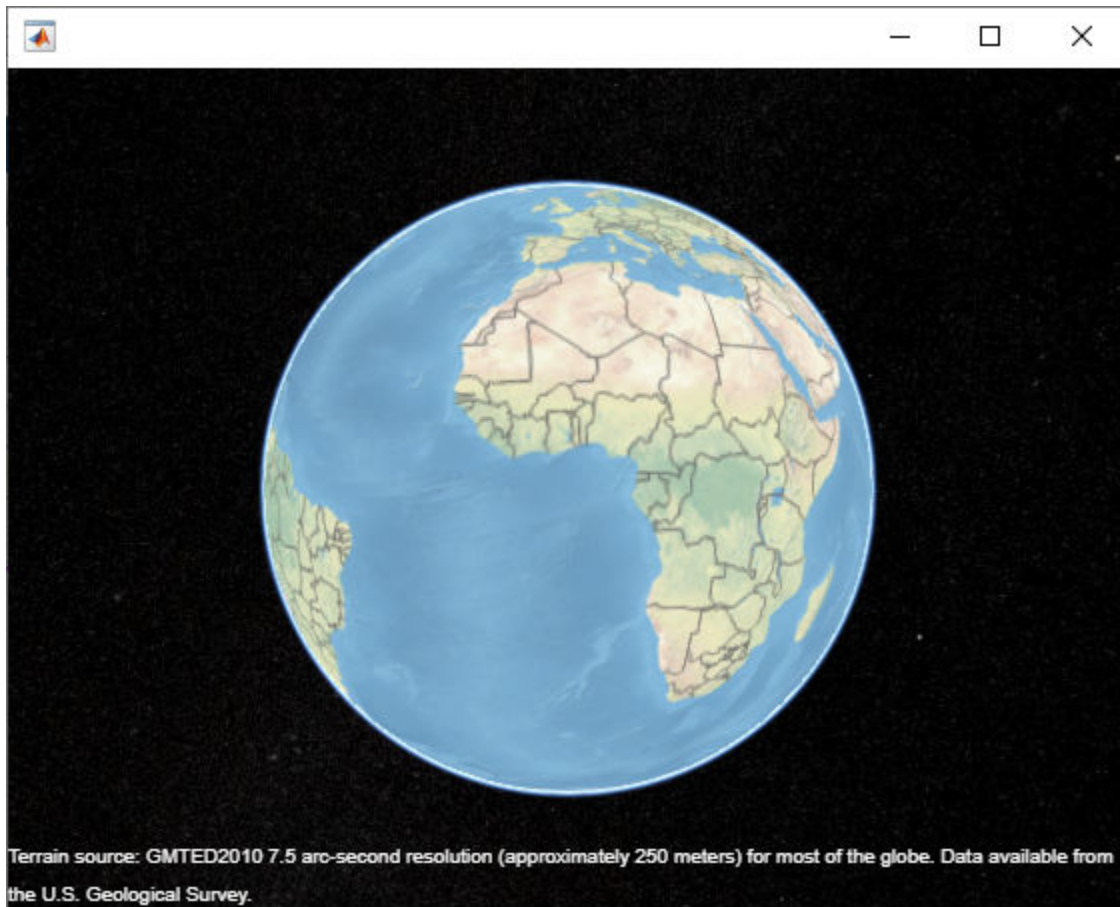 Terrain source: GMTED2010 7.5 arc-second resolution (approximately 250 meters) for most of the globe. Data available from
the U.S. Geological Survey.